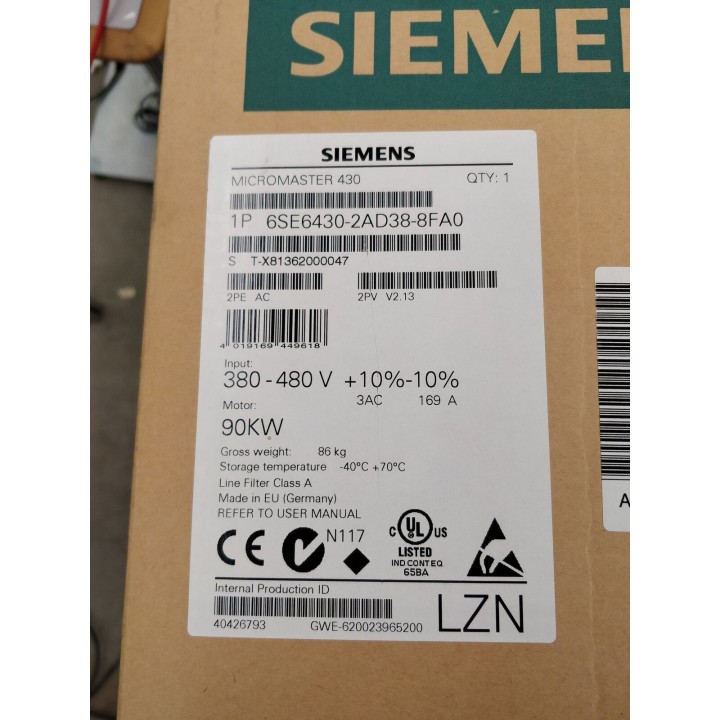 SIEME
SIEMENS
MICROMASTER 430 QTY: 1
1P 6SE6430-2AD38-8FA0
S T-X81362000047
2PE AC 2PV V2.13
4 019169 449618
Input:
380 - 480 V +10%-10%
3AC 169 A
Motor:
90KW
Gross weight: 86 kg
Storage temperature -40°C +70°C
Line Filter Class A
Made in EU (Germany)
REFER TO USER MANUAL
CE N117 C UL US
LISTED
IND CONT EQ
65BA
Internal Production ID
40426793 GWE-620023965200 LZN
A